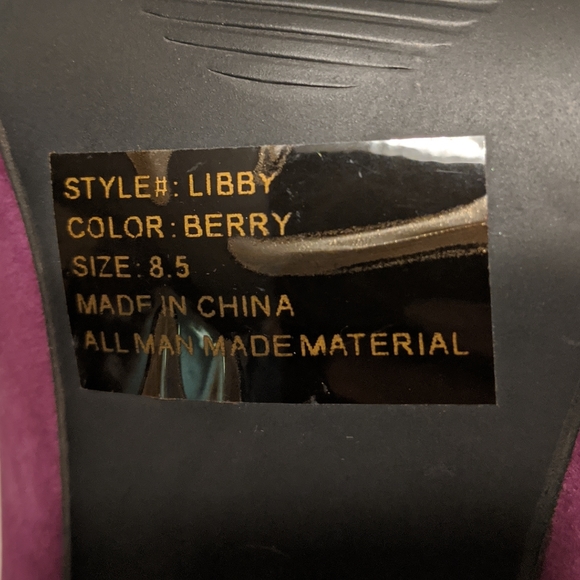 STYLE#: LIBBY
COLOR: BERRY
SIZE: 8.5
MADE IN CHINA
ALL MAN MADE MATERIAL